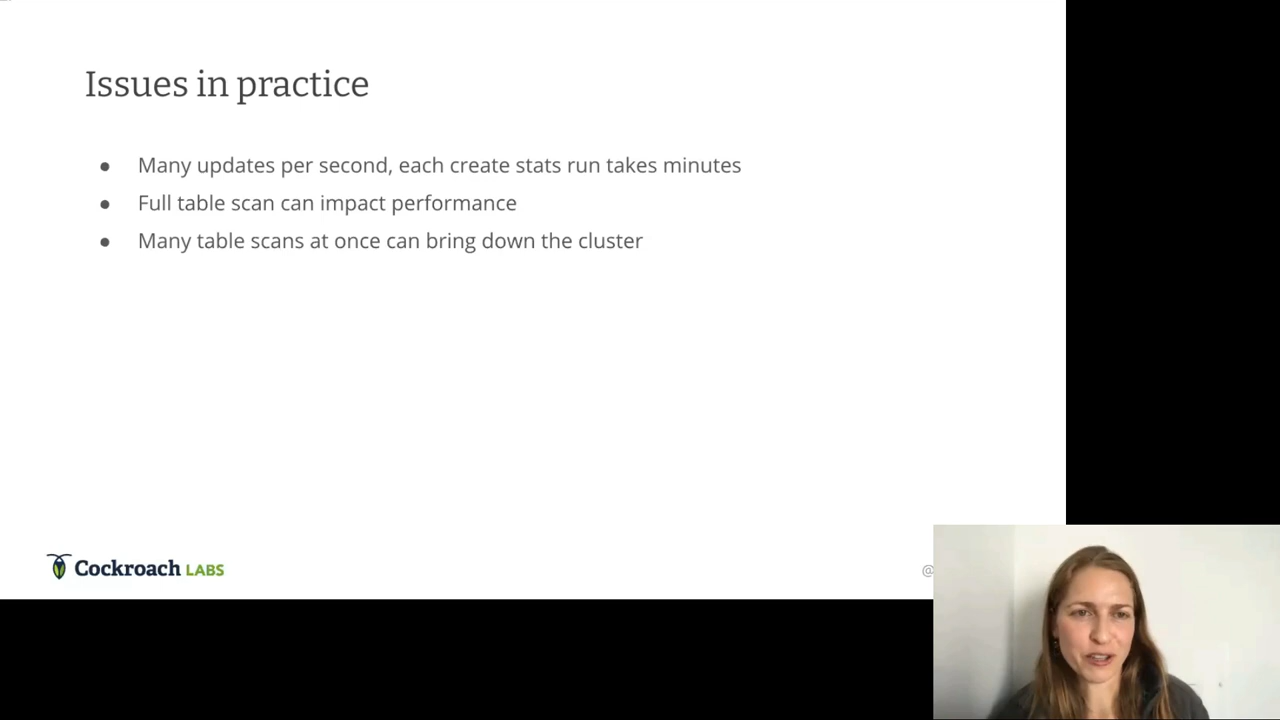 Issues in practice
● Many updates per second, each create stats run takes minutes
● Full table scan can impact performance
● Many table scans at once can bring down the cluster
Cockroach LABS
@